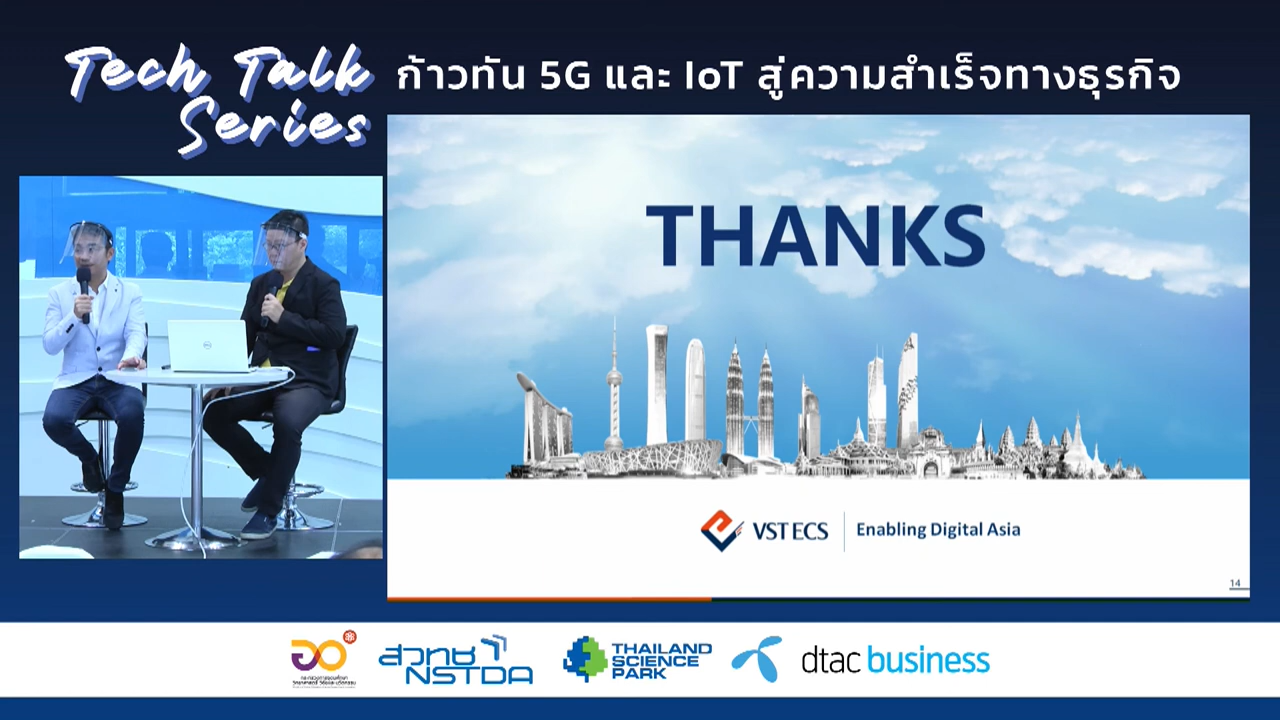 Tech Talk
Series
ก้าวทัน 5G และ IoT สู่ความสำเร็จทางธุรกิจ
THANKS
VST ECS
Enabling Digital Asia
14
สวทช
NSTDA
THAILAND
SCIENCE
PARK
dtac business